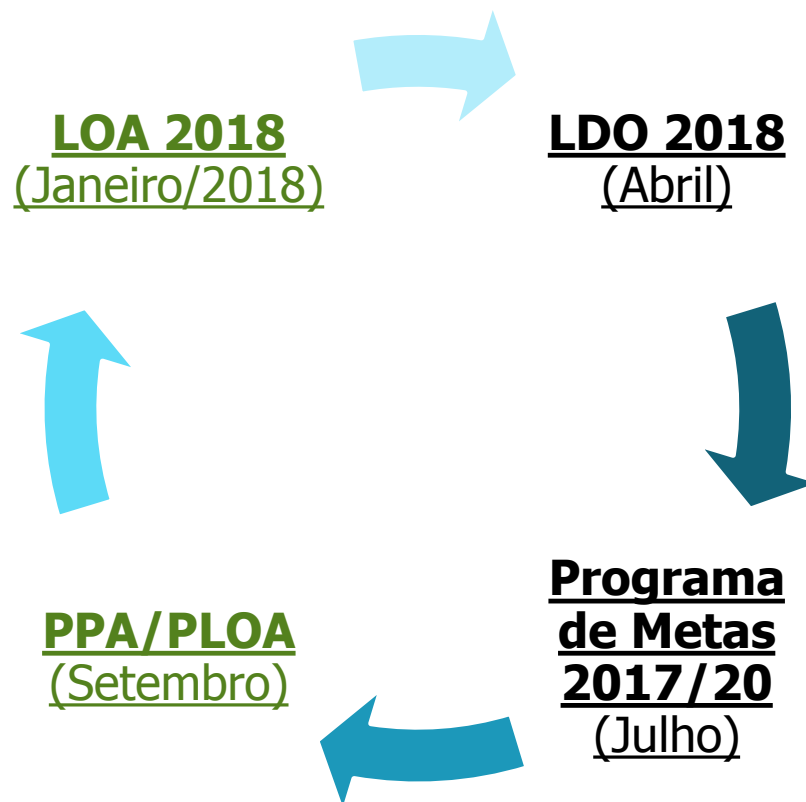 LOA 2018
(Janeiro/2018)
LDO 2018
(Abril)
Programa
de Metas
2017/20
(Julho)
PPA/PLOA
(Setembro)